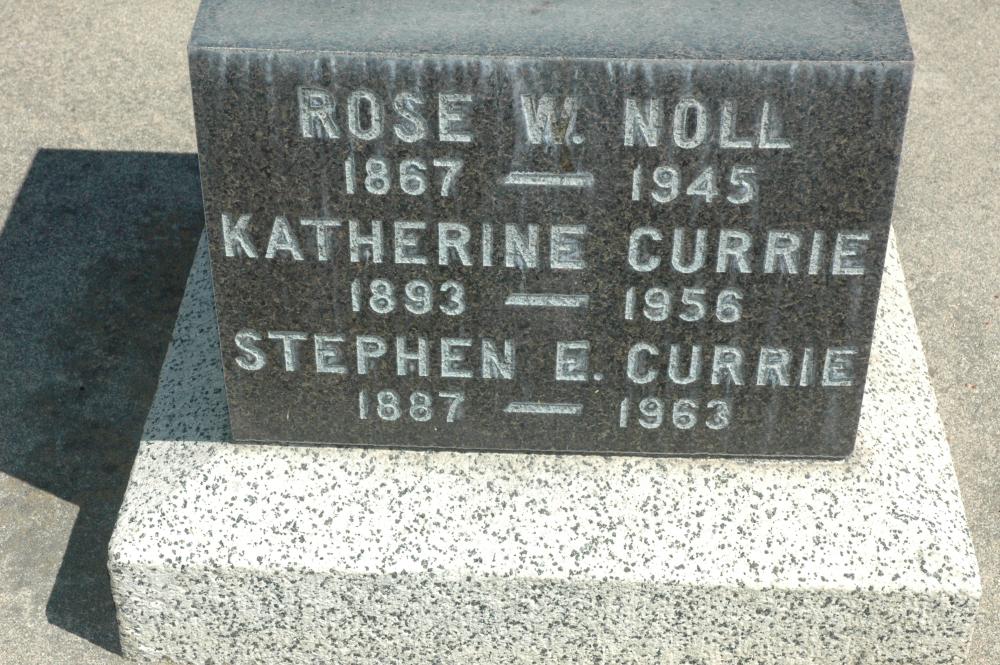 ROSE W. NOLL
1867 — 1945
KATHERINE CURRIE
1893 — 1956
STEPHEN E. CURRIE
1887 — 1963